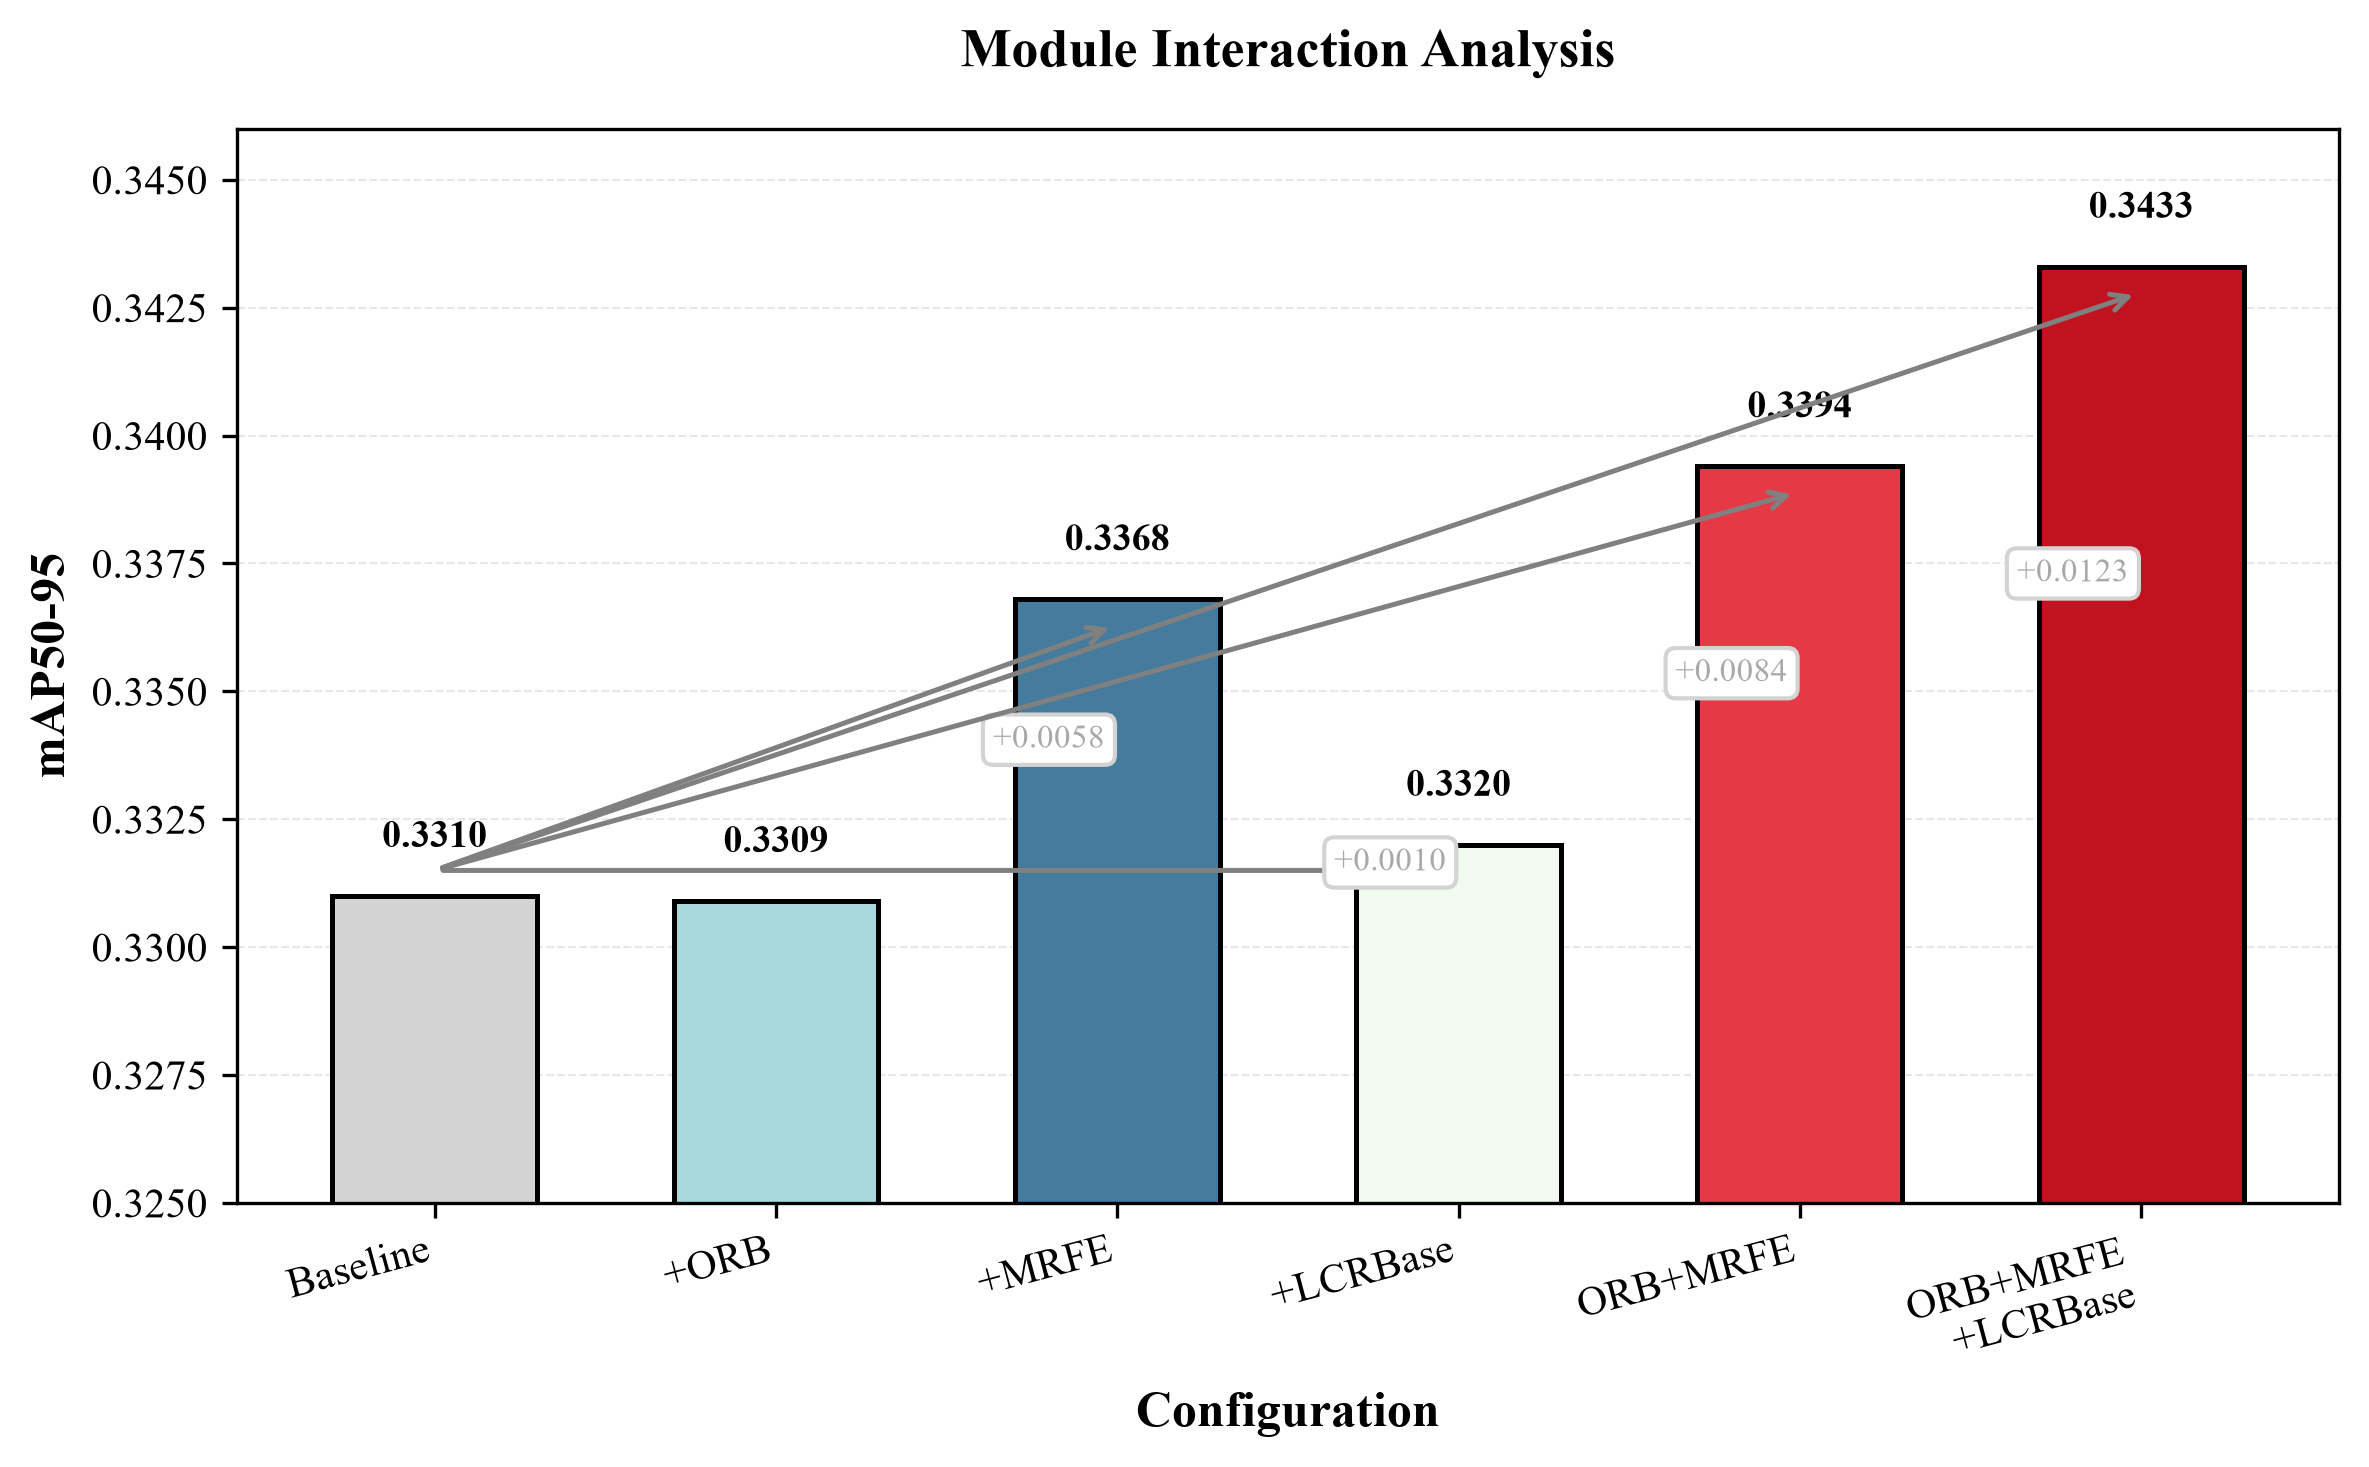 Module Interaction Analysis
mAP50-95
0.3450
0.3425
0.3400
0.3375
0.3350
0.3325
0.3300
0.3275
0.3250
0.3310
0.3309
0.3368
0.3320
0.3394
0.3433
+0.0058
+0.0010
+0.0084
+0.0123
Baseline
+ORB
+MRFE
+LCRBase
ORB+MRFE
ORB+MRFE
+LCRBase
Configuration